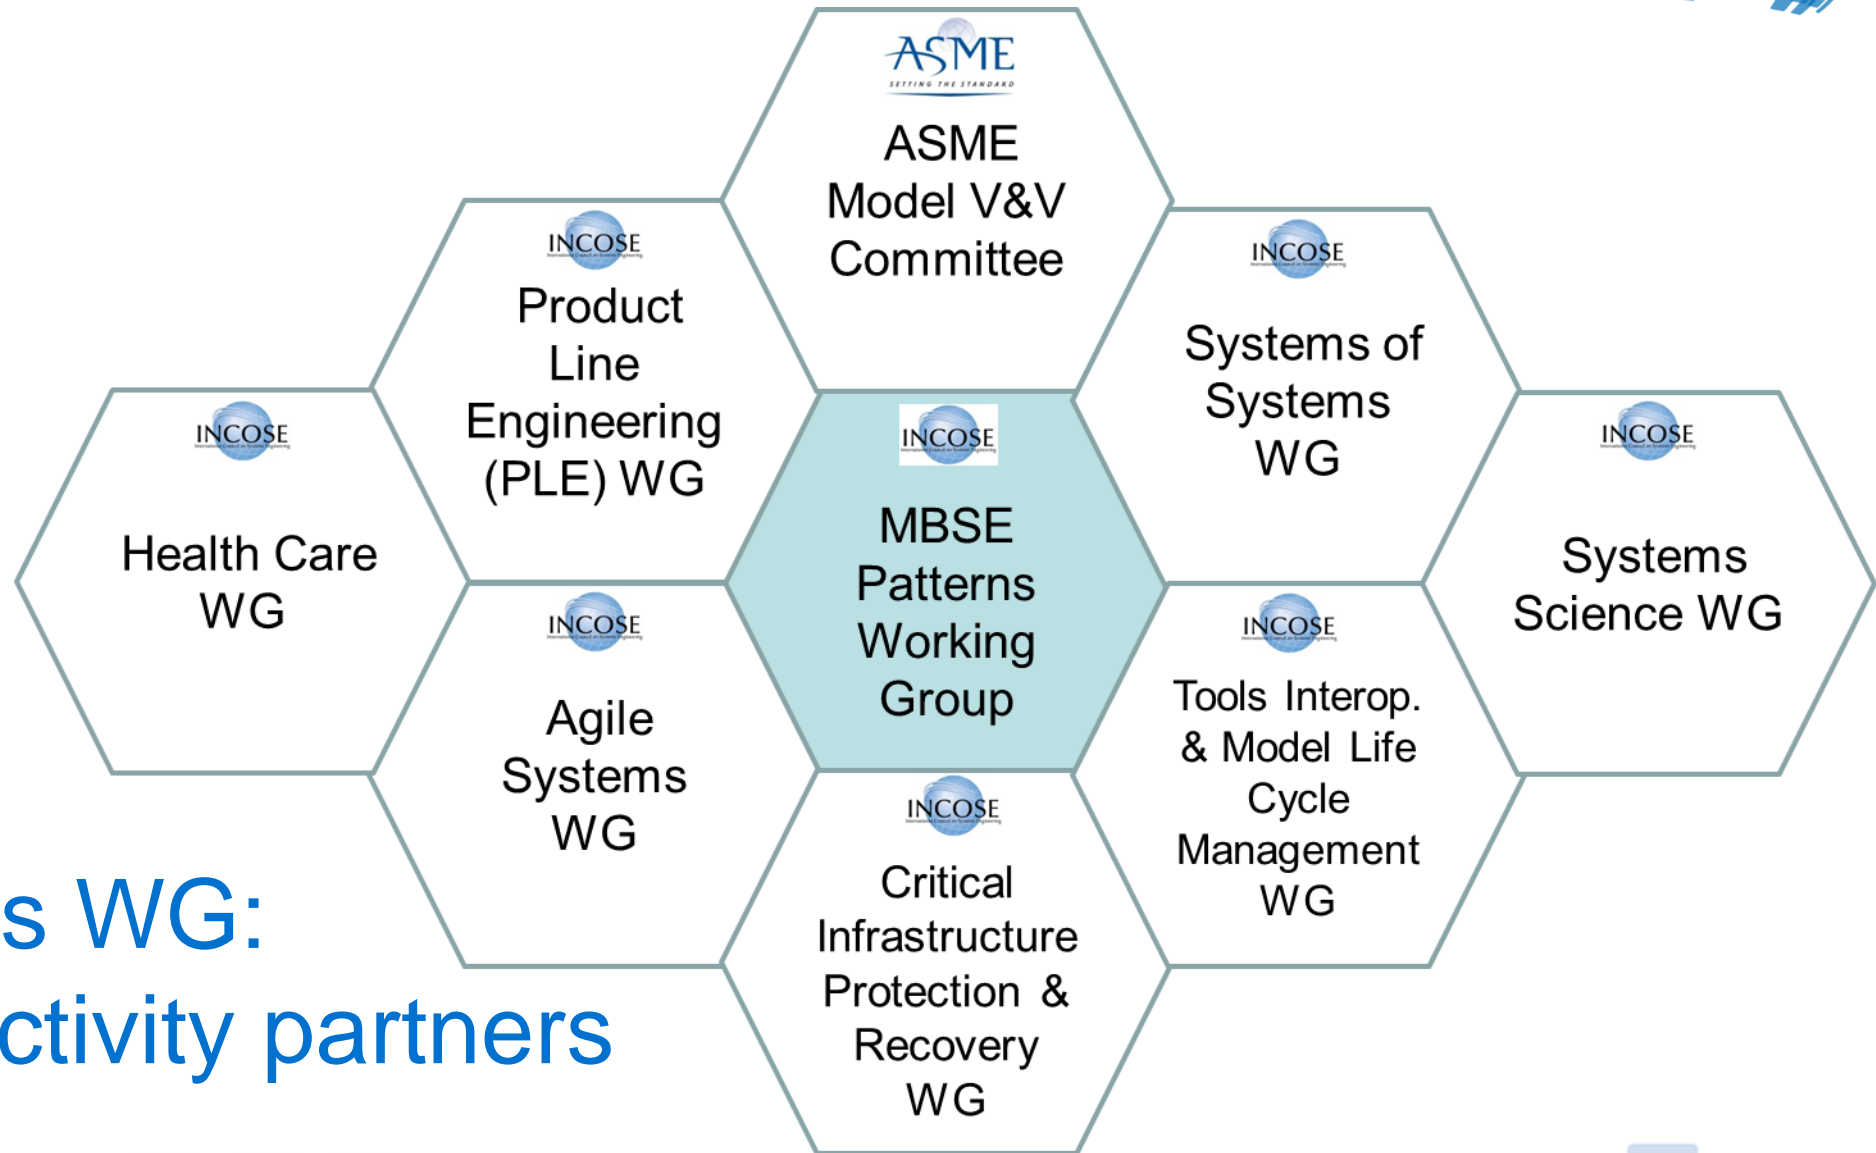 ASME
SETTING THE STANDARD
ASME
Model V&V
Committee
INCOSE
Product
Line
Engineering
(PLE) WG
INCOSE
Systems of
Systems
WG
INCOSE
Health Care
WG
INCOSE
MBSE
Patterns
Working
Group
INCOSE
Systems
Science WG
INCOSE
Agile
Systems
WG
INCOSE
Tools Interop.
& Model Life
Cycle
Management
WG
INCOSE
Critical
Infrastructure
Protection &
Recovery
WG
s WG:
ctivity partners